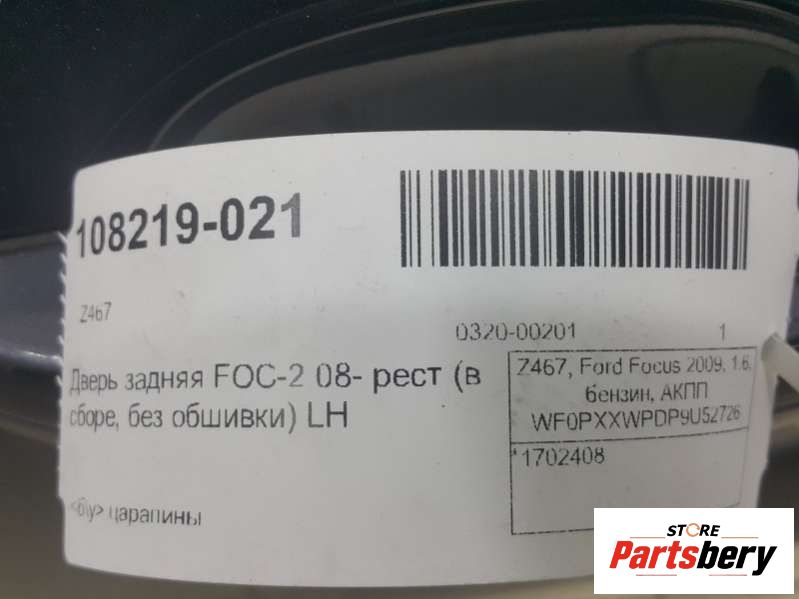 108219-021
Z467
0320-00201 1
Дверь задняя FOC-2 08- рест (в
сборе, без обшивки) LH
Z467, Ford Focus 2009, 1.6,
бензин, АКПП
WF0PXXWPDP9U52726
*1702408
<б\у> царапины
STORE
Partsbery